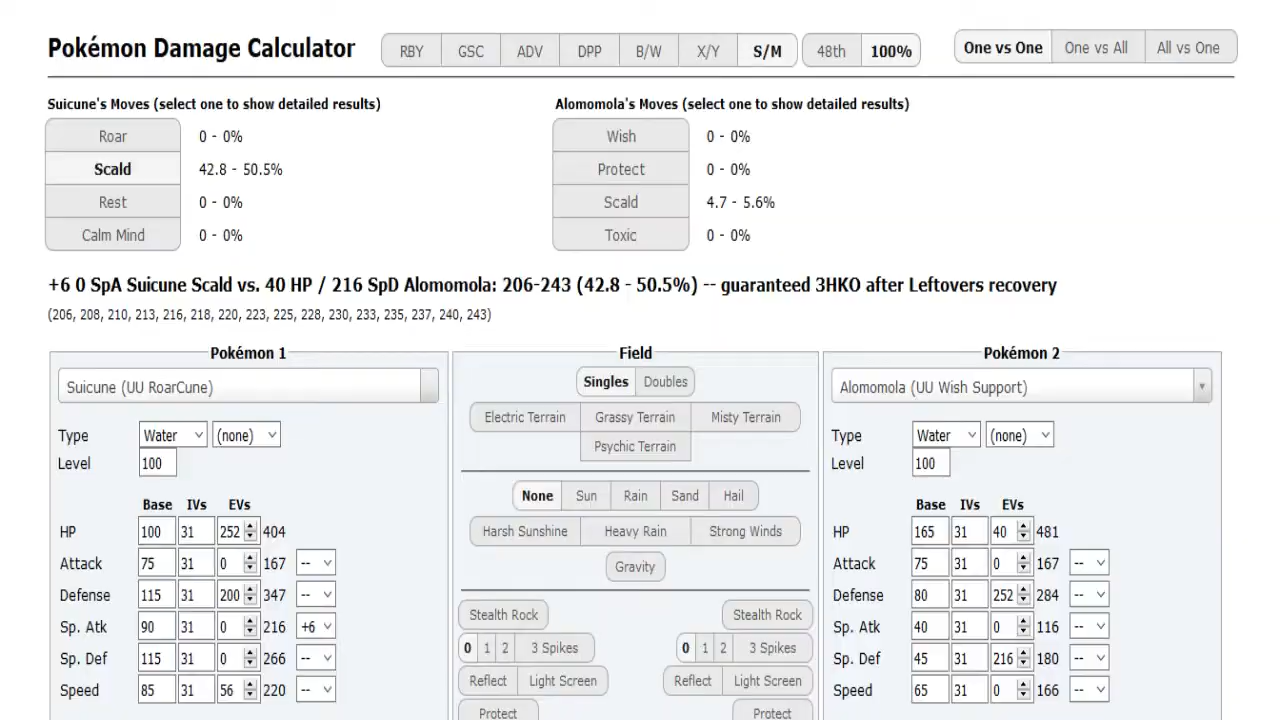 Pokémon Damage Calculator RBY GSC ADV DPP B/W X/Y S/M 48th 100% One vs One One vs All All vs One
Suicune's Moves (select one to show detailed results) Alomomola's Moves (select one to show detailed results)
Roar 0 - 0% Wish 0 - 0%
Scald 42.8 - 50.5% Protect 0 - 0%
Rest 0 - 0% Scald 4.7 - 5.6%
Calm Mind 0 - 0% Toxic 0 - 0%
+6 0 SpA Suicune Scald vs. 40 HP / 216 SpD Alomomola: 206-243 (42.8 - 50.5%) -- guaranteed 3HKO after Leftovers recovery
(206, 208, 210, 213, 216, 218, 220, 223, 225, 228, 230, 233, 235, 237, 240, 243)
Pokémon 1
Suicune (UU RoarCune)
Type Water (none)
Level 100
Base IVs EVs
HP 100 31 252 404
Attack 75 31 0 167 --
Defense 115 31 200 347 --
Sp. Atk 90 31 0 216 +6
Sp. Def 115 31 0 266 --
Speed 85 31 56 220 --
Field
Singles Doubles
Electric Terrain Grassy Terrain Misty Terrain
Psychic Terrain
None Sun Rain Sand Hail
Harsh Sunshine Heavy Rain Strong Winds
Gravity
Stealth Rock Stealth Rock
0 1 2 3 Spikes 0 1 2 3 Spikes
Reflect Light Screen Reflect Light Screen
Protect Protect
Pokémon 2
Alomomola (UU Wish Support)
Type Water (none)
Level 100
Base IVs EVs
HP 165 31 40 481
Attack 75 31 0 167 --
Defense 80 31 252 284 --
Sp. Atk 40 31 0 116 --
Sp. Def 45 31 216 180 --
Speed 65 31 0 166 --